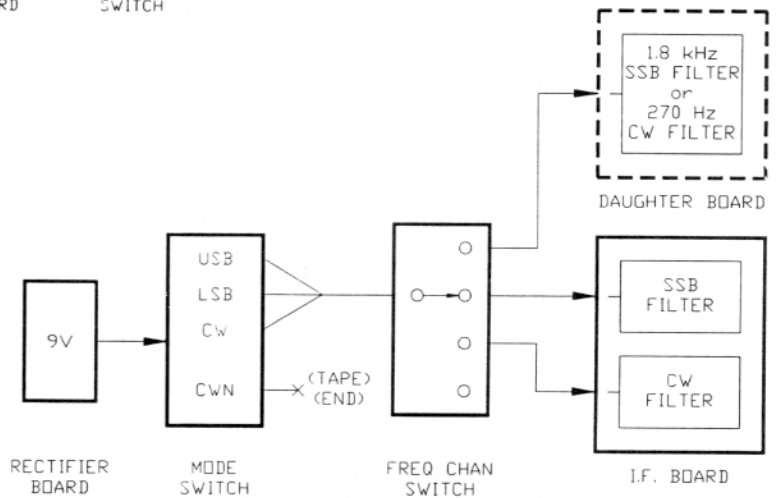 SWITCH
1.8 kHz
SSB FILTER
or
270 Hz
CW FILTER
DAUGHTER BOARD
9V
RECTIFIER
BOARD
USB
LSB
CW
CWN
MODE
SWITCH
(TAPE)
(END)
FREQ CHAN
SWITCH
SSB
FILTER
CW
FILTER
I.F. BOARD